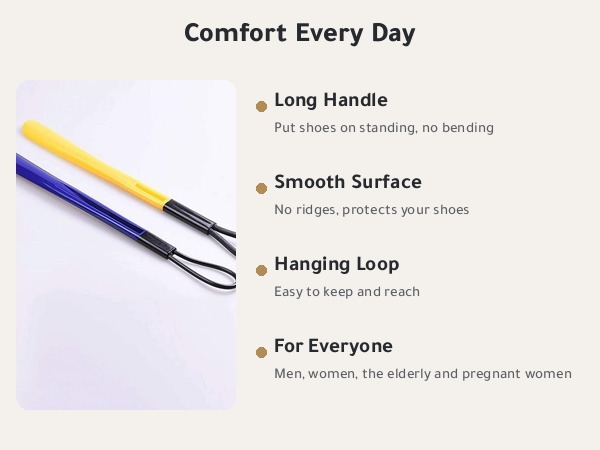 Comfort Every Day
Long Handle
Put shoes on standing, no bending
Smooth Surface
No ridges, protects your shoes
Hanging Loop
Easy to keep and reach
For Everyone
Men, women, the elderly and pregnant women